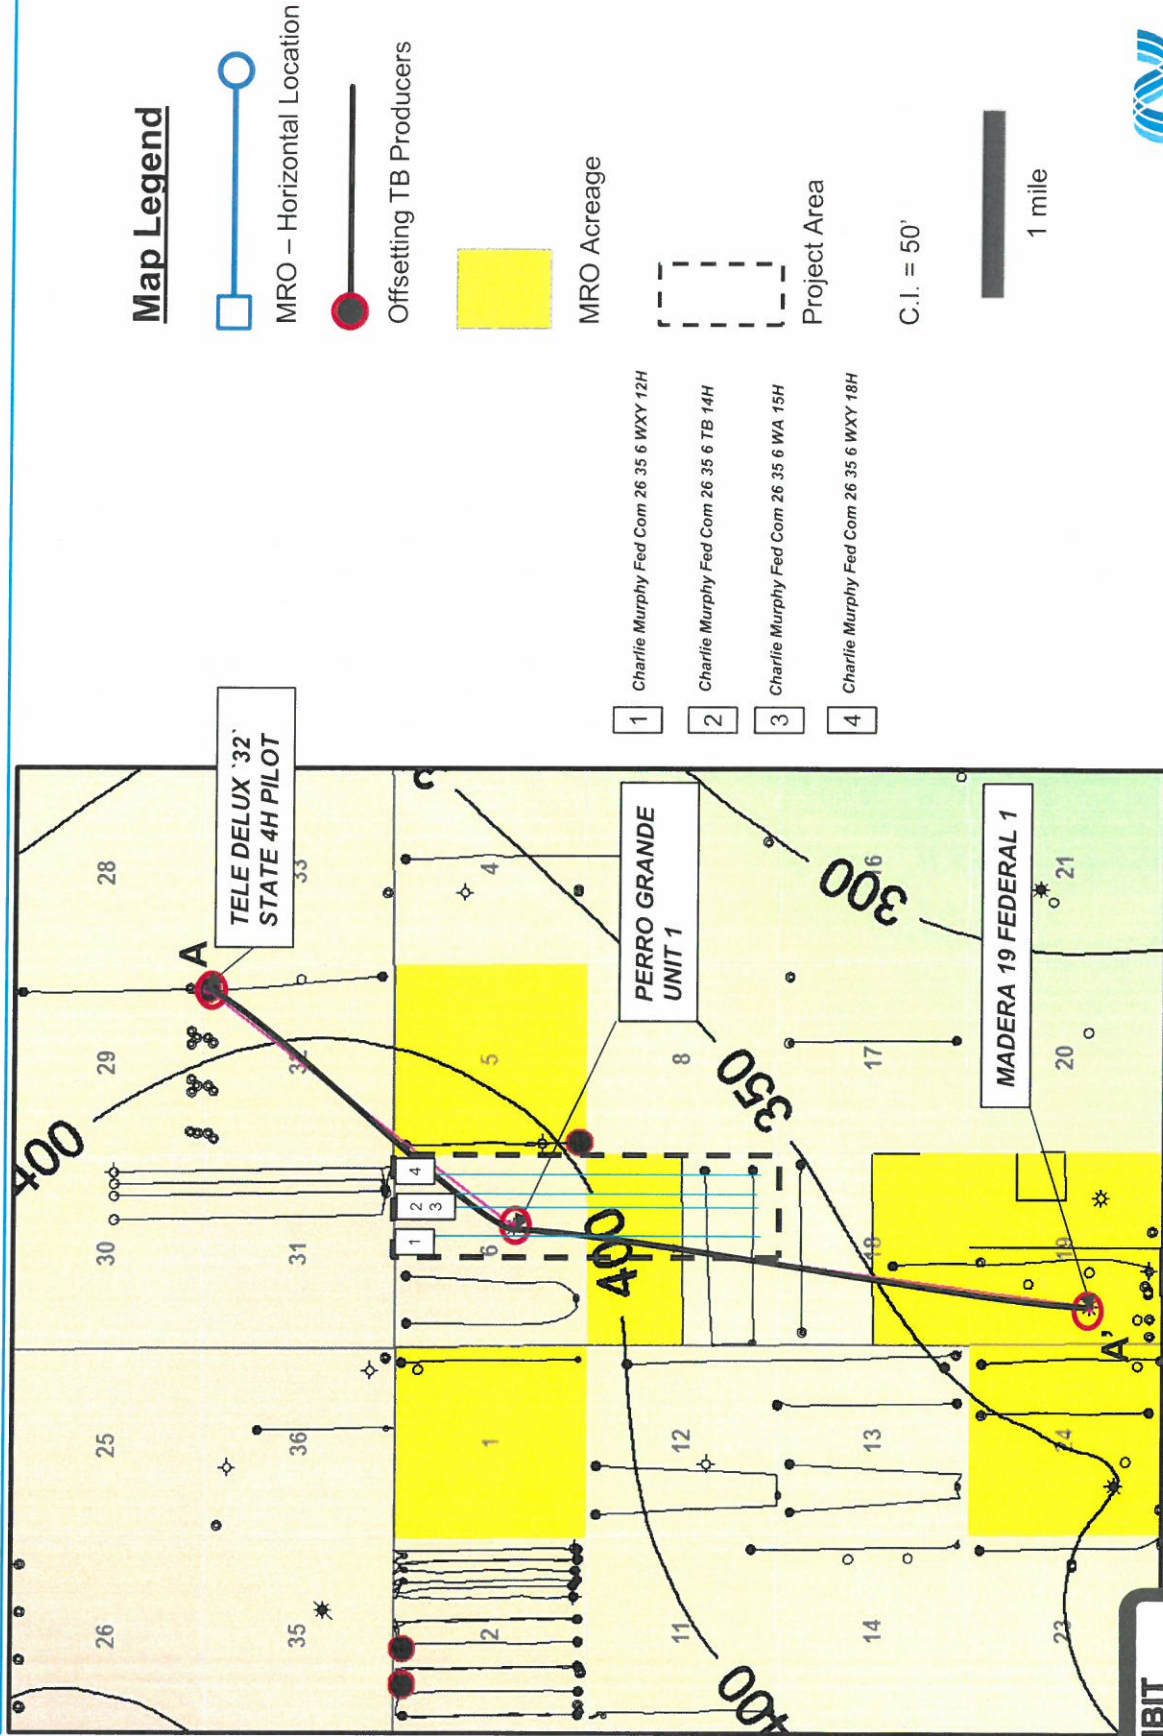 Map Legend
MRO – Horizontal Location
Offsetting TB Producers
MRO Acreage
Project Area
C.I. = 50'
1 mile
1 Charlie Murphy Fed Com 26 35 6 WXY 12H
2 Charlie Murphy Fed Com 26 35 6 TB 14H
3 Charlie Murphy Fed Com 26 35 6 WA 15H
4 Charlie Murphy Fed Com 26 35 6 WXY 18H
TELE DELUX `32`
STATE 4H PILOT
PERRO GRANDE
UNIT 1
MADERA 19 FEDERAL 1
A
A'
26
25
30
29
28
35
36
31
32
33
2
1
6
5
4
11
12
8
14
13
18
17
16
23
24
19
20
21
1
2
3
4
400
400
400
350
300